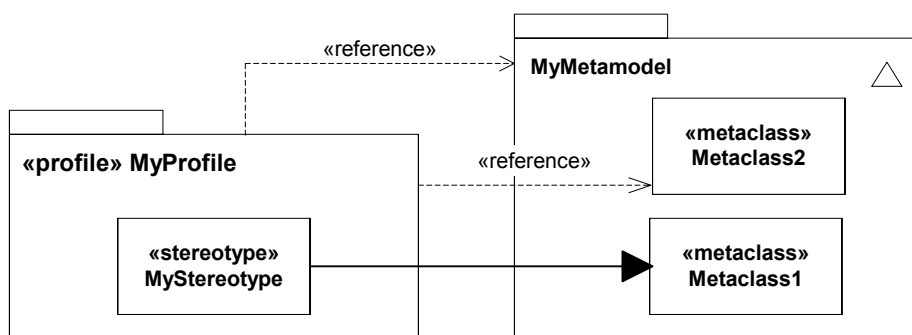 «reference»
MyMetamodel
«metaclass»
Metaclass2
«profile» MyProfile
«reference»
«stereotype»
MyStereotype
«metaclass»
Metaclass1